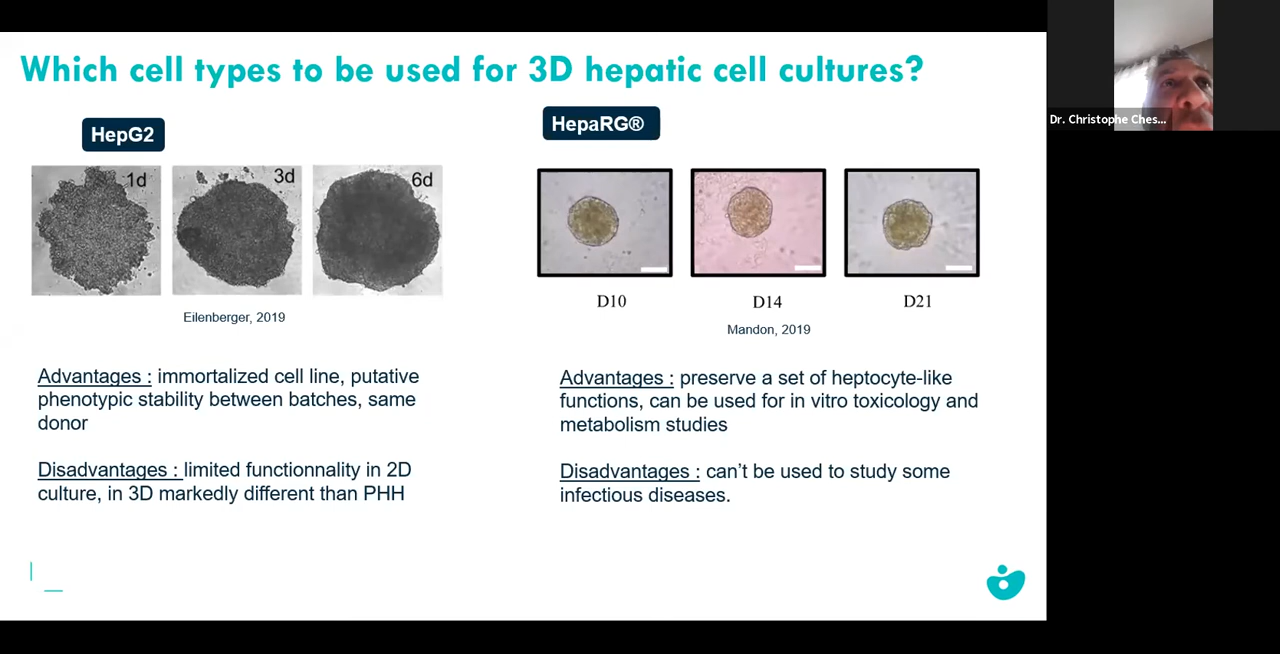 Which cell types to be used for 3D hepatic cell cultures?
HepG2
1d
3d
6d
Eilenberger, 2019
Advantages : immortalized cell line, putative
phenotypic stability between batches, same
donor
Disadvantages : limited functionnality in 2D
culture, in 3D markedly different than PHH
HepaRG®
D10
D14
D21
Mandon, 2019
Advantages : preserve a set of heptocyte-like
functions, can be used for in vitro toxicology and
metabolism studies
Disadvantages : can’t be used to study some
infectious diseases.
Dr. Christophe Ches...